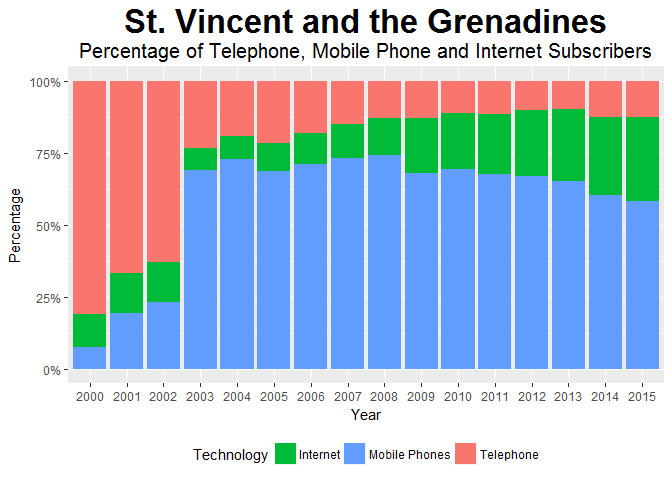 St. Vincent and the Grenadines
Percentage of Telephone, Mobile Phone and Internet Subscribers
100%
75%
50%
25%
0%
Percentage
2000 2001 2002 2003 2004 2005 2006 2007 2008 2009 2010 2011 2012 2013 2014 2015
Year
Technology Internet Mobile Phones Telephone